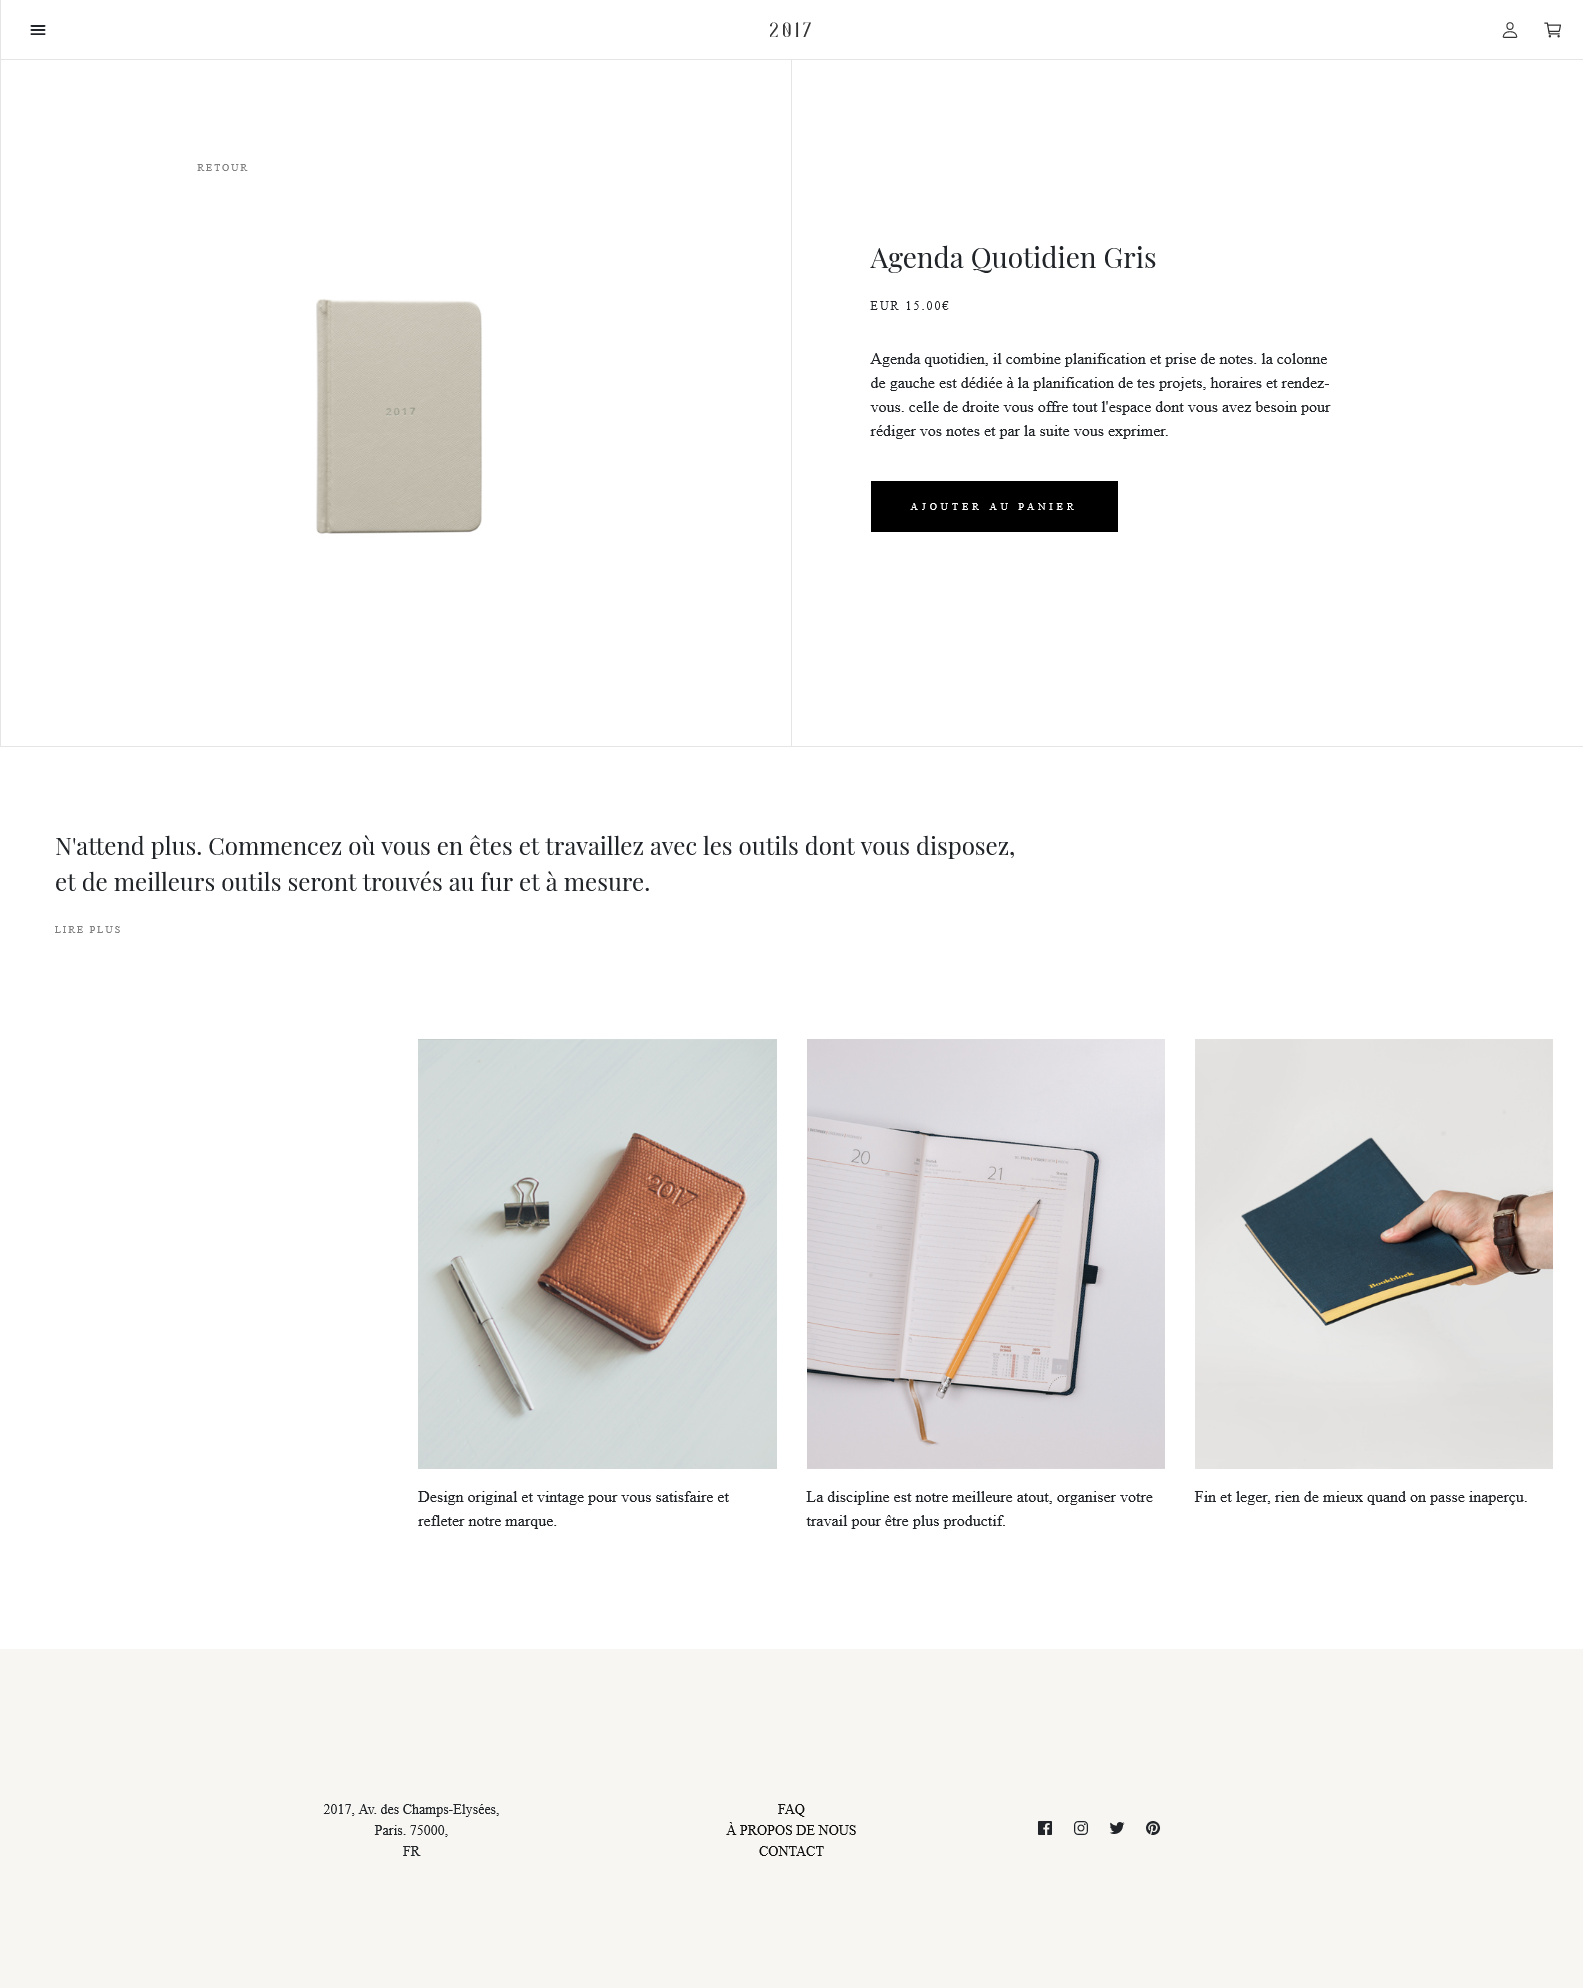 2017
RETOUR
2017
Agenda Quotidien Gris
EUR 15.00€
Agenda quotidien, il combine planification et prise de notes. la colonne
de gauche est dédiée à la planification de tes projets, horaires et rendez-
vous. celle de droite vous offre tout l'espace dont vous avez besoin pour
rédiger vos notes et par la suite vous exprimer.
AJOUTER AU PANIER
N'attend plus. Commencez où vous en êtes et travaillez avec les outils dont vous disposez,
et de meilleurs outils seront trouvés au fur et à mesure.
LIRE PLUS
2017
20
21
Bookblock
Design original et vintage pour vous satisfaire et
refleter notre marque.
La discipline est notre meilleure atout, organiser votre
travail pour être plus productif.
Fin et leger, rien de mieux quand on passe inaperçu.
2017, Av. des Champs-Elysées,
Paris. 75000,
FR
FAQ
À PROPOS DE NOUS
CONTACT